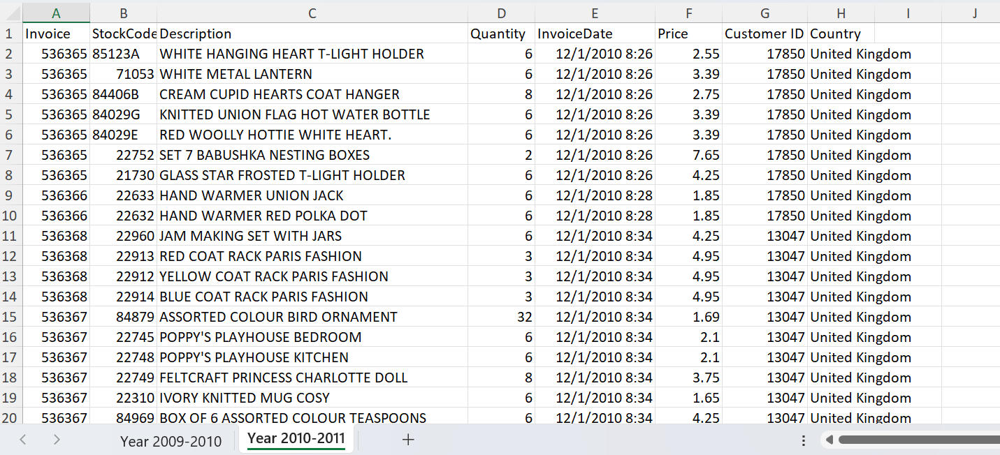 A B C D E F G H I J
1 Invoice StockCode Description Quantity InvoiceDate Price Customer ID Country
2 536365 85123A WHITE HANGING HEART T-LIGHT HOLDER 6 12/1/2010 8:26 2.55 17850 United Kingdom
3 536365 71053 WHITE METAL LANTERN 6 12/1/2010 8:26 3.39 17850 United Kingdom
4 536365 84406B CREAM CUPID HEARTS COAT HANGER 8 12/1/2010 8:26 2.75 17850 United Kingdom
5 536365 84029G KNITTED UNION FLAG HOT WATER BOTTLE 6 12/1/2010 8:26 3.39 17850 United Kingdom
6 536365 84029E RED WOOLLY HOTTIE WHITE HEART. 6 12/1/2010 8:26 3.39 17850 United Kingdom
7 536365 22752 SET 7 BABUSHKA NESTING BOXES 2 12/1/2010 8:26 7.65 17850 United Kingdom
8 536365 21730 GLASS STAR FROSTED T-LIGHT HOLDER 6 12/1/2010 8:26 4.25 17850 United Kingdom
9 536366 22633 HAND WARMER UNION JACK 6 12/1/2010 8:28 1.85 17850 United Kingdom
10 536366 22632 HAND WARMER RED POLKA DOT 6 12/1/2010 8:28 1.85 17850 United Kingdom
11 536368 22960 JAM MAKING SET WITH JARS 6 12/1/2010 8:34 4.25 13047 United Kingdom
12 536368 22913 RED COAT RACK PARIS FASHION 3 12/1/2010 8:34 4.95 13047 United Kingdom
13 536368 22912 YELLOW COAT RACK PARIS FASHION 3 12/1/2010 8:34 4.95 13047 United Kingdom
14 536368 22914 BLUE COAT RACK PARIS FASHION 3 12/1/2010 8:34 4.95 13047 United Kingdom
15 536367 84879 ASSORTED COLOUR BIRD ORNAMENT 32 12/1/2010 8:34 1.69 13047 United Kingdom
16 536367 22745 POPPY'S PLAYHOUSE BEDROOM 6 12/1/2010 8:34 2.1 13047 United Kingdom
17 536367 22748 POPPY'S PLAYHOUSE KITCHEN 6 12/1/2010 8:34 2.1 13047 United Kingdom
18 536367 22749 FELTCRAFT PRINCESS CHARLOTTE DOLL 8 12/1/2010 8:34 3.75 13047 United Kingdom
19 536367 22310 IVORY KNITTED MUG COSY 6 12/1/2010 8:34 1.65 13047 United Kingdom
20 536367 84969 BOX OF 6 ASSORTED COLOUR TEASPOONS 6 12/1/2010 8:34 4.25 13047 United Kingdom
Year 2009-2010 Year 2010-2011